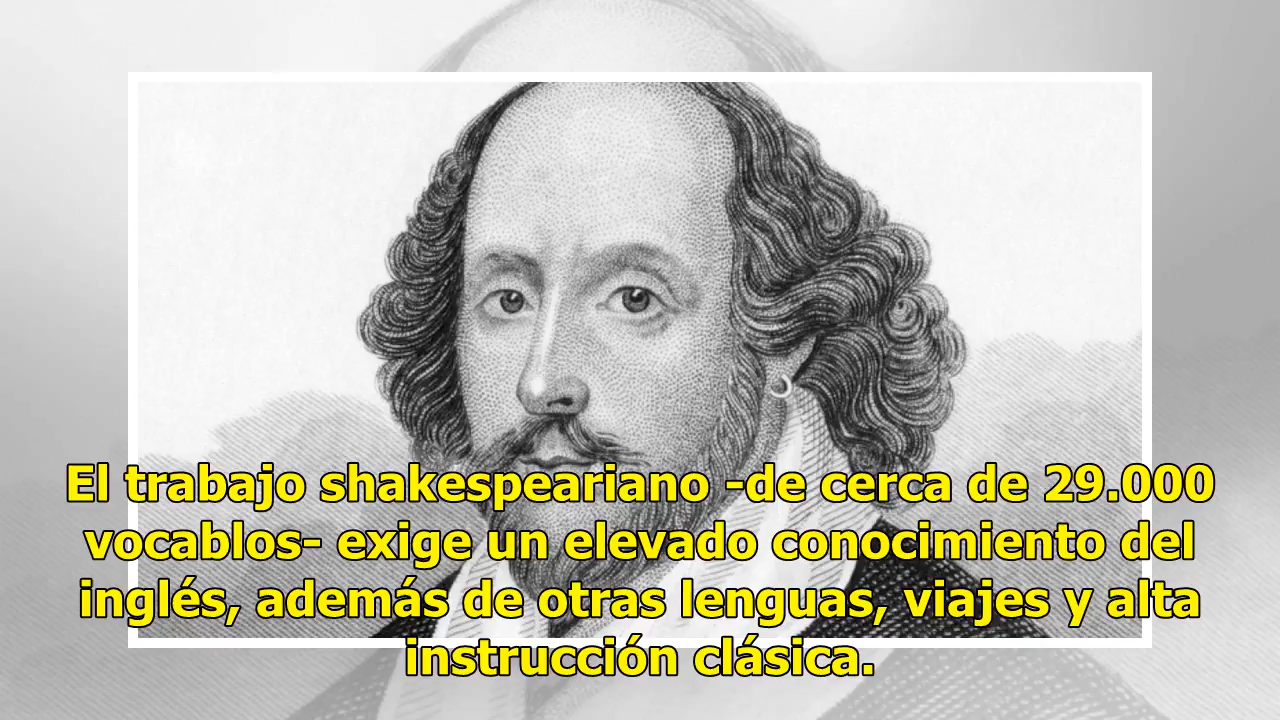 El trabajo shakespeariano -de cerca de 29.000
vocablos- exige un elevado conocimiento del
inglés, además de otras lenguas, viajes y alta
instrucción clásica.